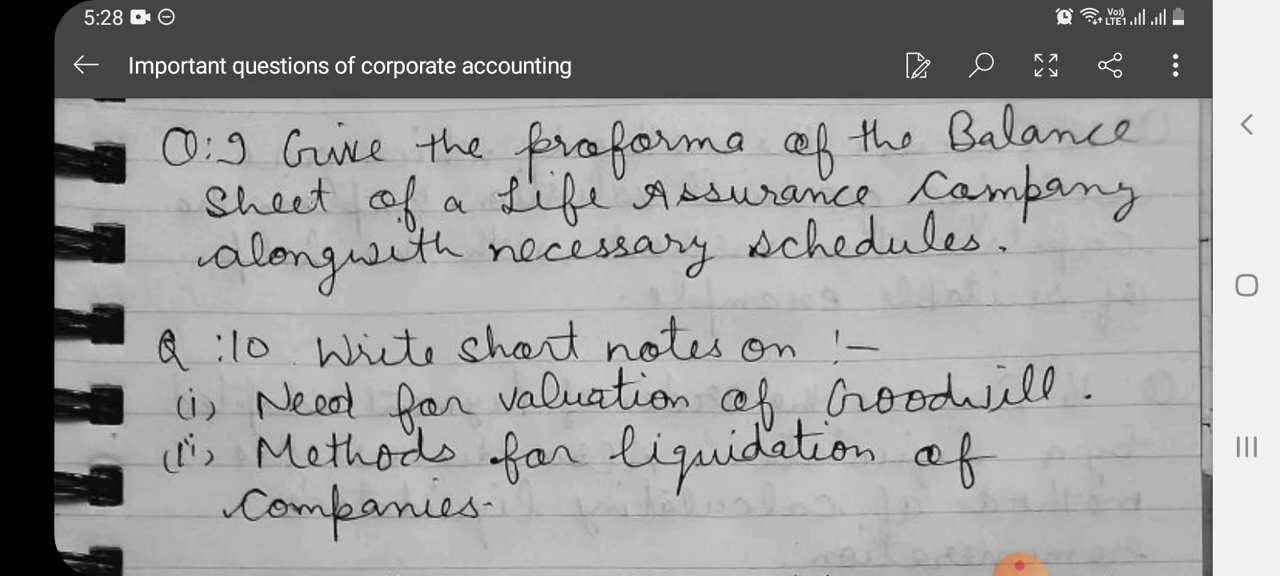 5:28
Vo))
LTE1
Important questions of corporate accounting
Q:9 Give the proforma of the Balance
Sheet of a Life Assurance Company
alongwith necessary schedules.
Q :10 Write short notes on :-
(i) Need for valuation of Goodwill.
(ii) Methods for liquidation of
Companies.